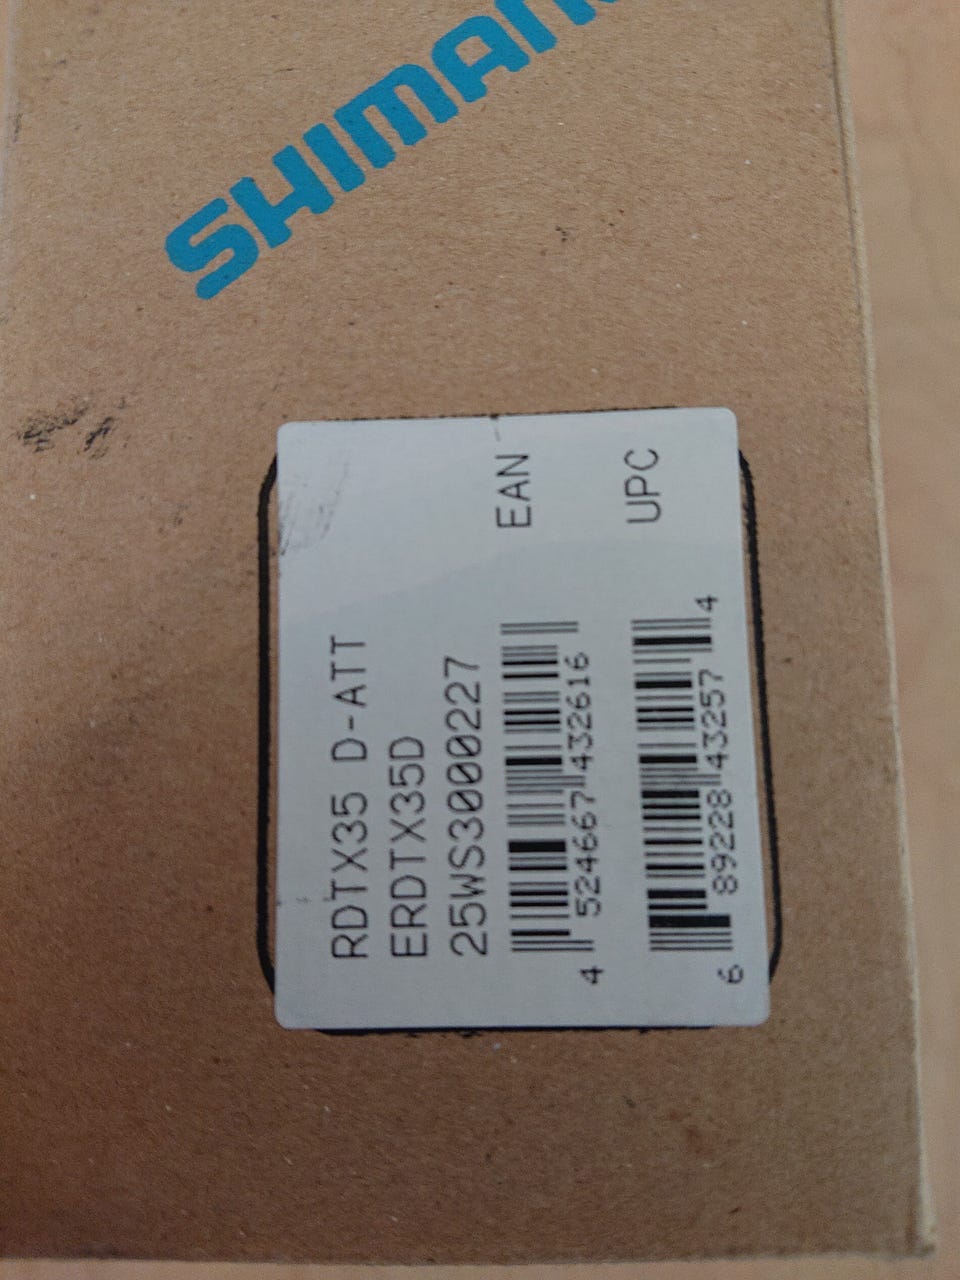 SHIMANO
RDTX35 D-ATT
ERDTX35D
25WS3000227
EAN
4 524667 432616
UPC
6 89228 43257 4